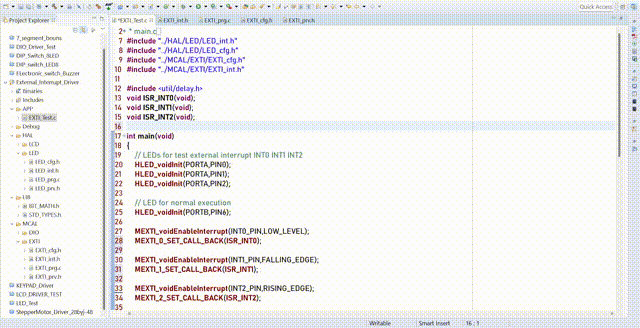 Quick Access
Project Explorer
7_segment_bouns
DIO_Driver_Test
DIP_Switch_8LED
DIP_switch_LED8
ELectronic_switch_Buzzer
External_Interrupt_Driver
Binaries
Includes
APP
EXTI_Test.c
Debug
HAL
LCD
LED
LED_cfg.h
LED_int.h
LED_prg.c
LED_prv.h
LIB
BIT_MATH.h
STD_TYPES.h
MCAL
DIO
EXTI
EXTI_cfg.h
EXTI_int.h
EXTI_prg.c
EXTI_prv.h
KEYPAD_Driver
LCD_DRIVER_TEST
LED_Test
StepperMotor_Driver_28byj-48
*EXTI_Test.c
EXTI_int.h
EXTI_prg.c
EXTI_cfg.h
EXTI_prv.h
2 * main.c
7 #include "../HAL/LED/LED_int.h"
8 #include "../HAL/LED/LED_cfg.h"
9 #include "../MCAL/EXTI/EXTI_cfg.h"
10 #include "../MCAL/EXTI/EXTI_int.h"
11
12 #include <util/delay.h>
13 void ISR_INT0(void);
14 void ISR_INT1(void);
15 void ISR_INT2(void);
16
17 int main(void)
18 {
19 // LEDs for test external interrupt INT0 INT1 INT2
20 HLED_voidInit(PORTA,PIN0);
21 HLED_voidInit(PORTA,PIN1);
22 HLED_voidInit(PORTA,PIN2);
23
24 // LED for normal execution
25 HLED_voidInit(PORTB,PIN6);
26
27 MEXTI_voidEnableInterrupt(INT0_PIN,LOW_LEVEL);
28 MEXTI_0_SET_CALL_BACK(ISR_INT0);
29
30 MEXTI_voidEnableInterrupt(INT1_PIN,FALLING_EDGE);
31 MEXTI_1_SET_CALL_BACK(ISR_INT1);
32
33 MEXTI_voidEnableInterrupt(INT2_PIN,RISING_EDGE);
34 MEXTI_2_SET_CALL_BACK(ISR_INT2);
35
Writable
Smart Insert
16 : 1